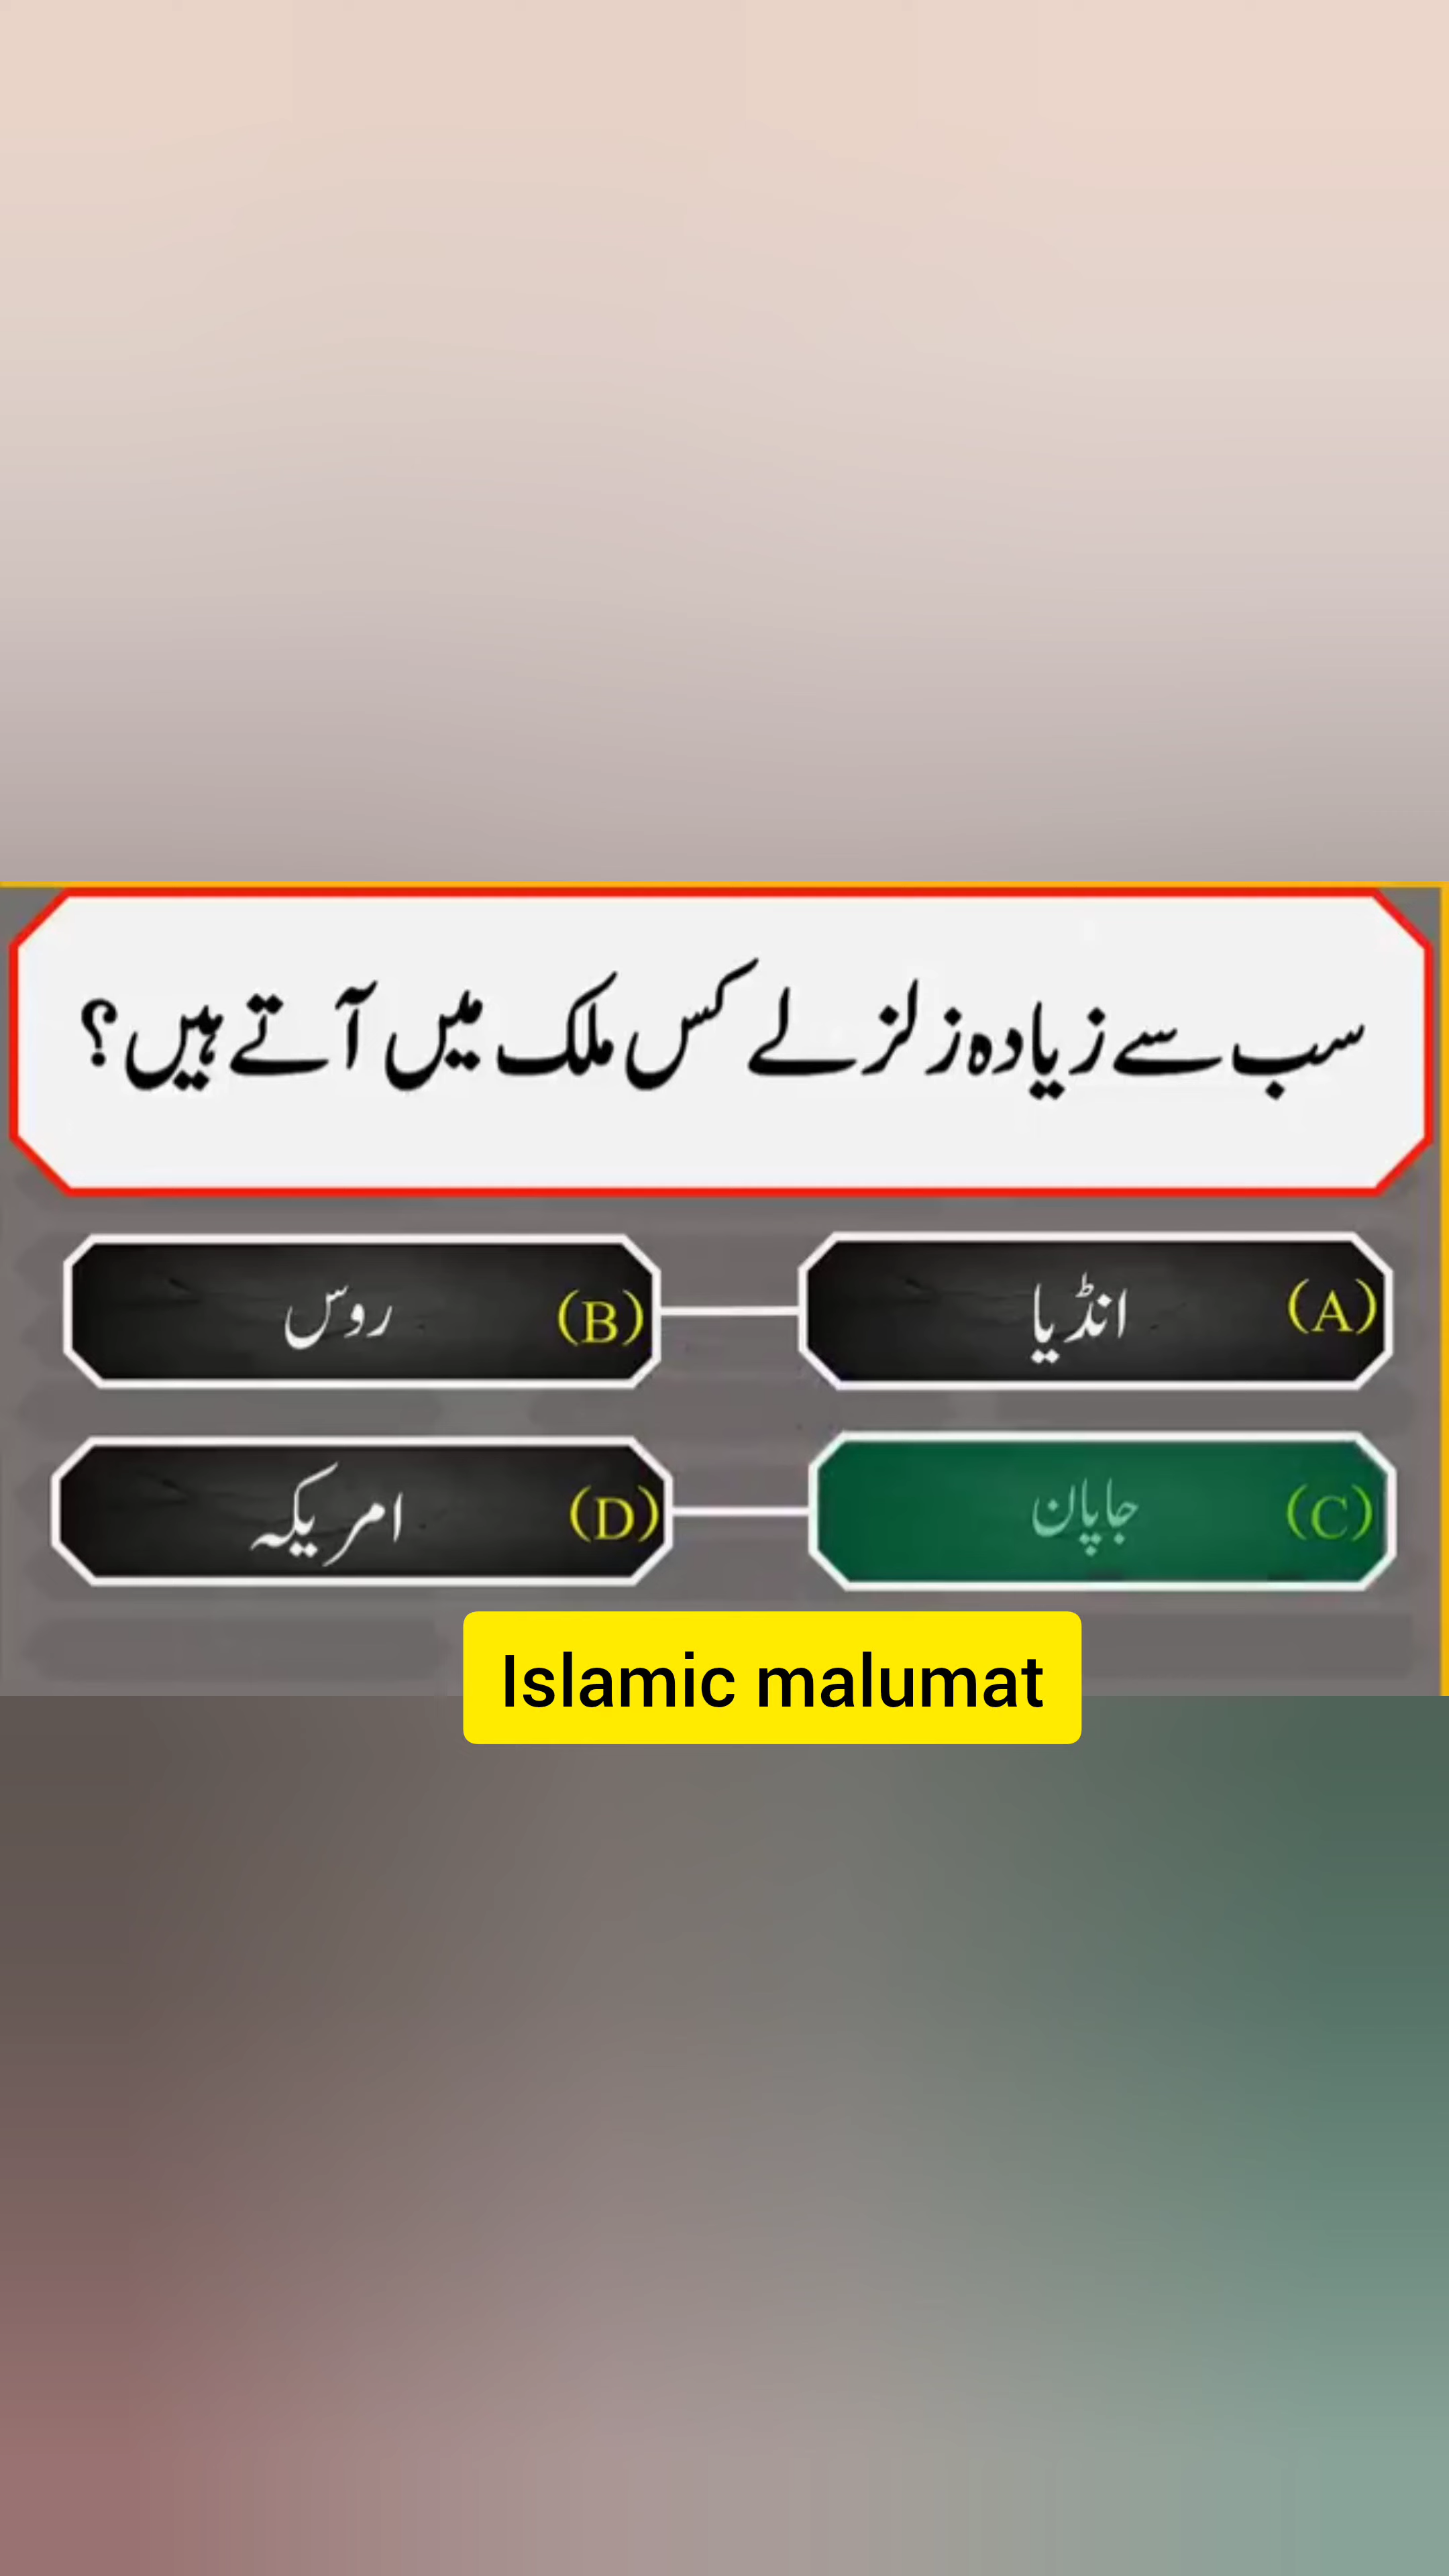 سب سے زیادہ زلزلے کس ملک میں آتے ہیں؟
(A) انڈیا
(B) روس
(C) جاپان
(D) امریکہ
Islamic malumat